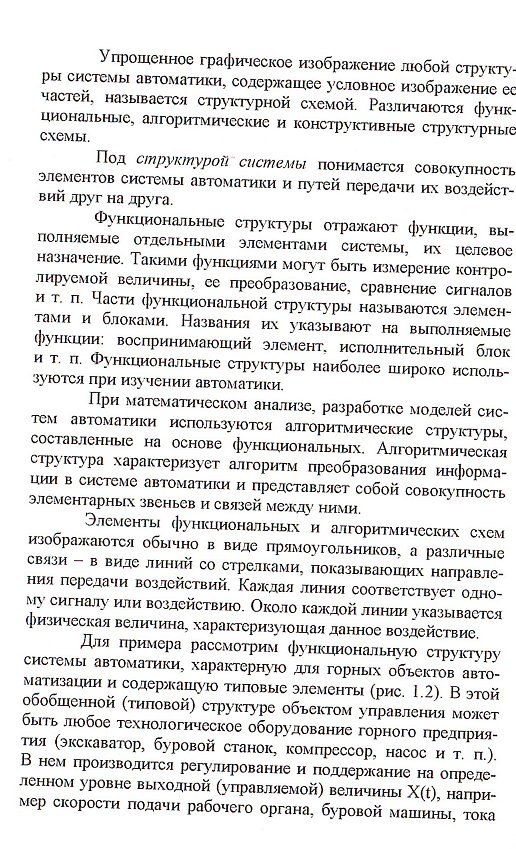 Упрощенное графическое изображение любой структу-
ры системы автоматики, содержащее условное изображение ее
частей, называется структурной схемой. Различаются функ-
циональные, алгоритмические и конструктивные структурные
схемы.
Под структурой системы понимается совокупность
элементов системы автоматики и путей передачи их воздейст-
вий друг на друга.
Функциональные структуры отражают функции, вы-
полняемые отдельными элементами системы, их целевое
назначение. Такими функциями могут быть измерение контро-
лируемой величины, ее преобразование, сравнение сигналов
и т. п. Части функциональной структуры называются элемен-
тами и блоками. Названия их указывают на выполняемые
функции: воспринимающий элемент, исполнительный блок
и т. п. Функциональные структуры наиболее широко исполь-
зуются при изучении автоматики.
При математическом анализе, разработке моделей сис-
тем автоматики используются алгоритмические структуры,
составленные на основе функциональных. Алгоритмическая
структура характеризует алгоритм преобразования информа-
ции в системе автоматики и представляет собой совокупность
элементарных звеньев и связей между ними.
Элементы функциональных и алгоритмических схем
изображаются обычно в виде прямоугольников, а различные
связи – в виде линий со стрелками, показывающих направле-
ния передачи воздействий. Каждая линия соответствует одно-
му сигналу или воздействию. Около каждой линии указывается
физическая величина, характеризующая данное воздействие.
Для примера рассмотрим функциональную структуру
системы автоматики, характерную для горных объектов авто-
матизации и содержащую типовые элементы (рис. 1.2). В этой
обобщенной (типовой) структуре объектом управления может
быть любое технологическое оборудование горного предприя-
тия (экскаватор, буровой станок, компрессор, насос и т. п.).
В нем производится регулирование и поддержание на опреде-
ленном уровне выходной (управляемой) величины X(t), напри-
мер скорости подачи рабочего органа, буровой машины, тока